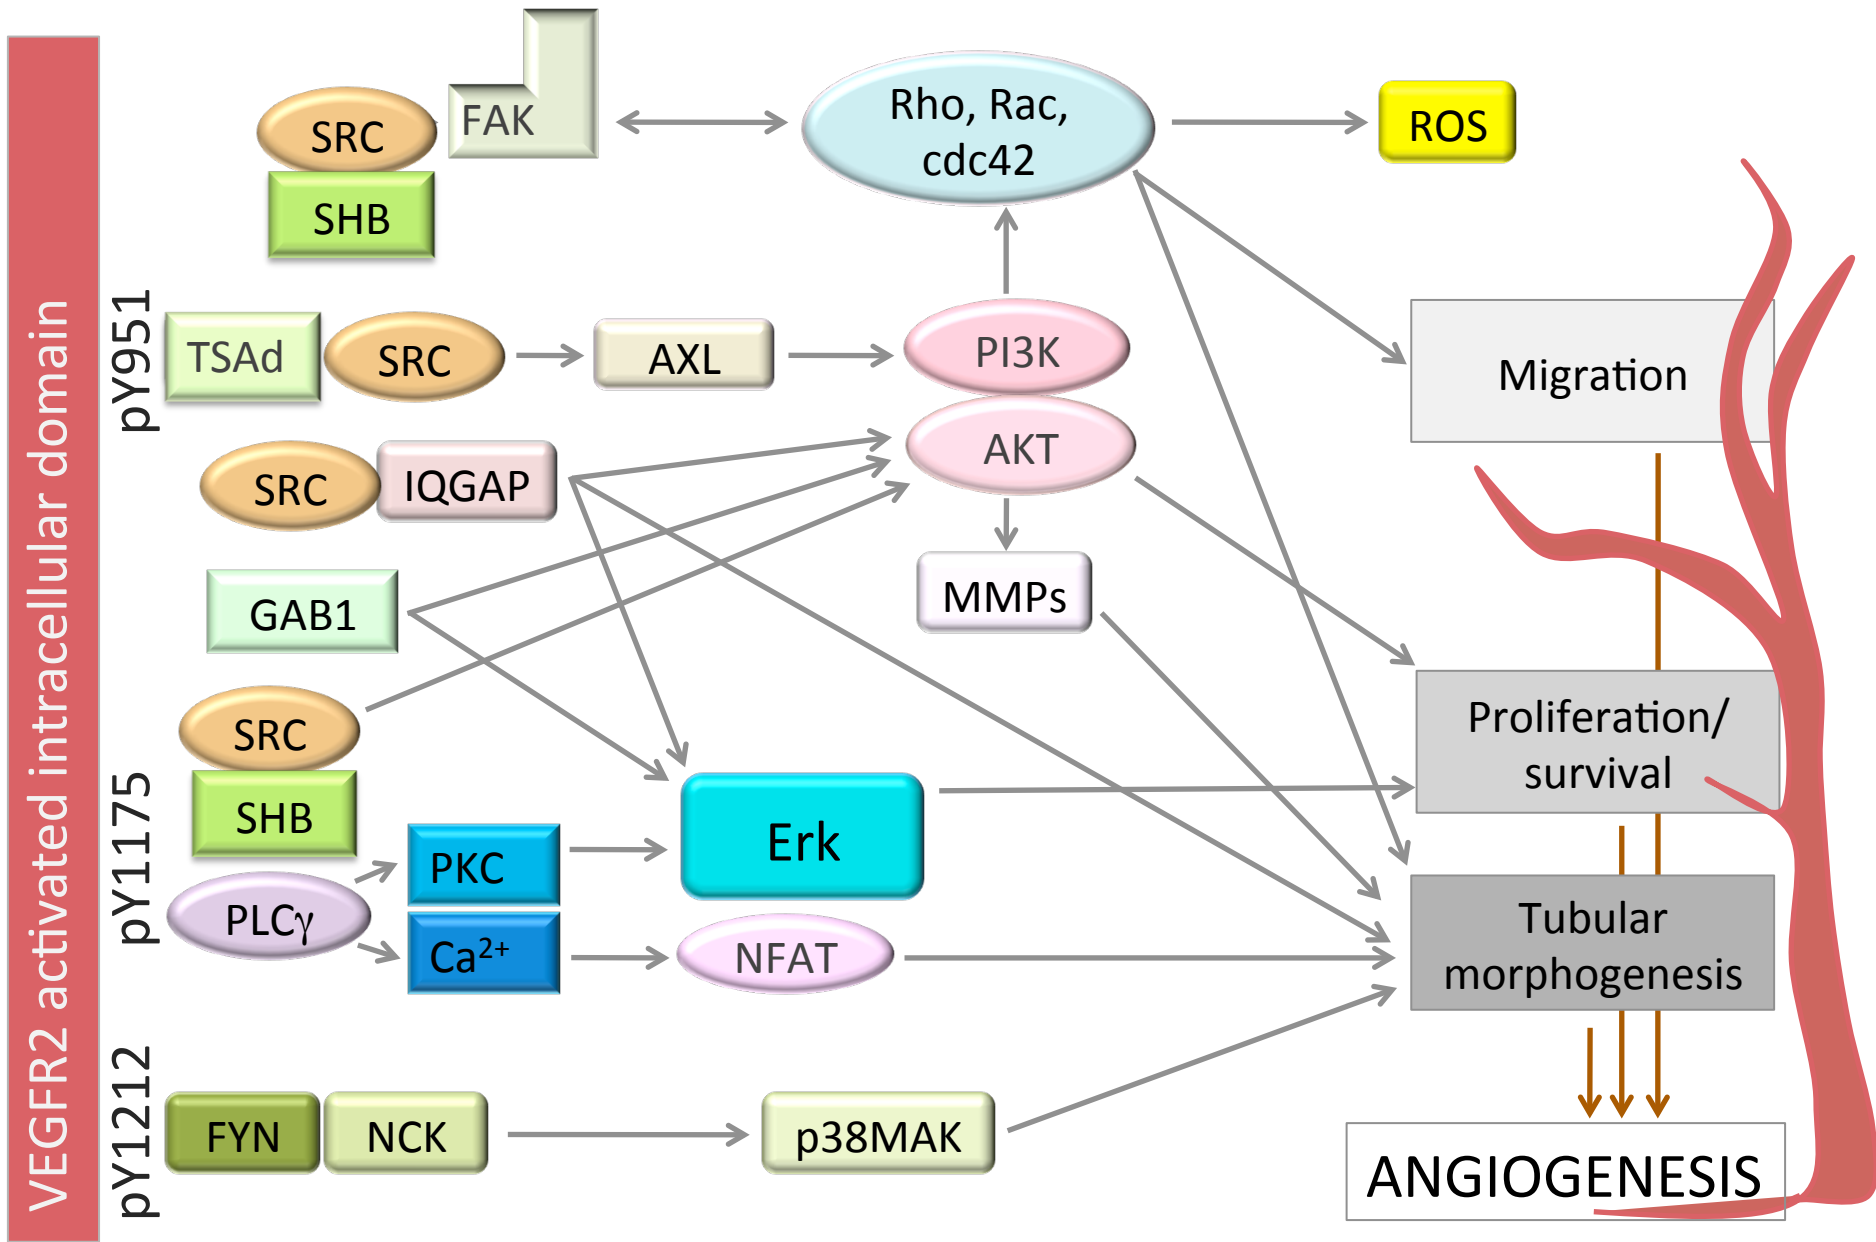 VEGFR2 activated intracellular domain
pY951
pY1175
pY1212
SRC
FAK
SHB
Rho, Rac,
cdc42
ROS
TSAd
SRC
AXL
PI3K
Migration
SRC
IQGAP
AKT
GAB1
MMPs
SRC
SHB
Proliferation/
survival
PKC
Erk
PLCγ
Ca²⁺
NFAT
Tubular
morphogenesis
FYN
NCK
p38MAK
ANGIOGENESIS